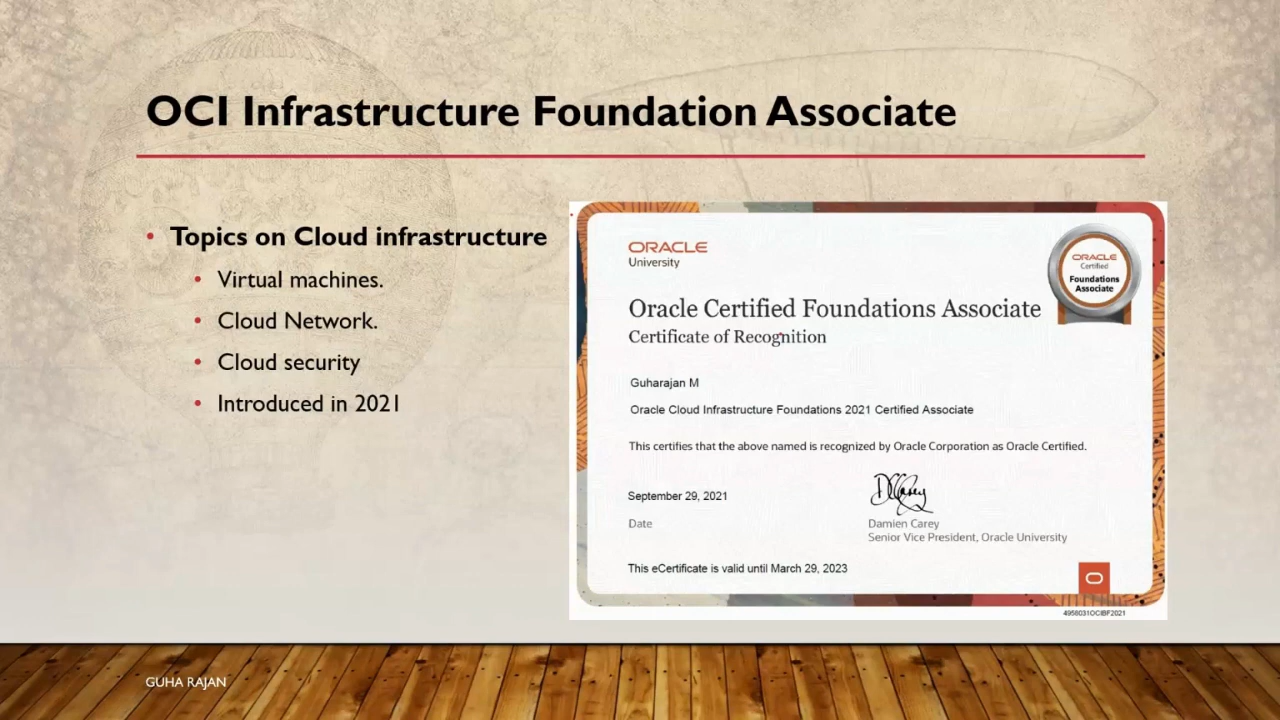 OCI Infrastructure Foundation Associate
• Topics on Cloud infrastructure
• Virtual machines.
• Cloud Network.
• Cloud security
• Introduced in 2021
ORACLE
University
ORACLE
Certified
Foundations
Associate
Oracle Certified Foundations Associate
Certificate of Recognition
Guharajan M
Oracle Cloud Infrastructure Foundations 2021 Certified Associate
This certifies that the above named is recognized by Oracle Corporation as Oracle Certified.
September 29, 2021
Date
Damien Carey
Senior Vice President, Oracle University
This eCertificate is valid until March 29, 2023
4958031OCIBF2021
GUHA RAJAN